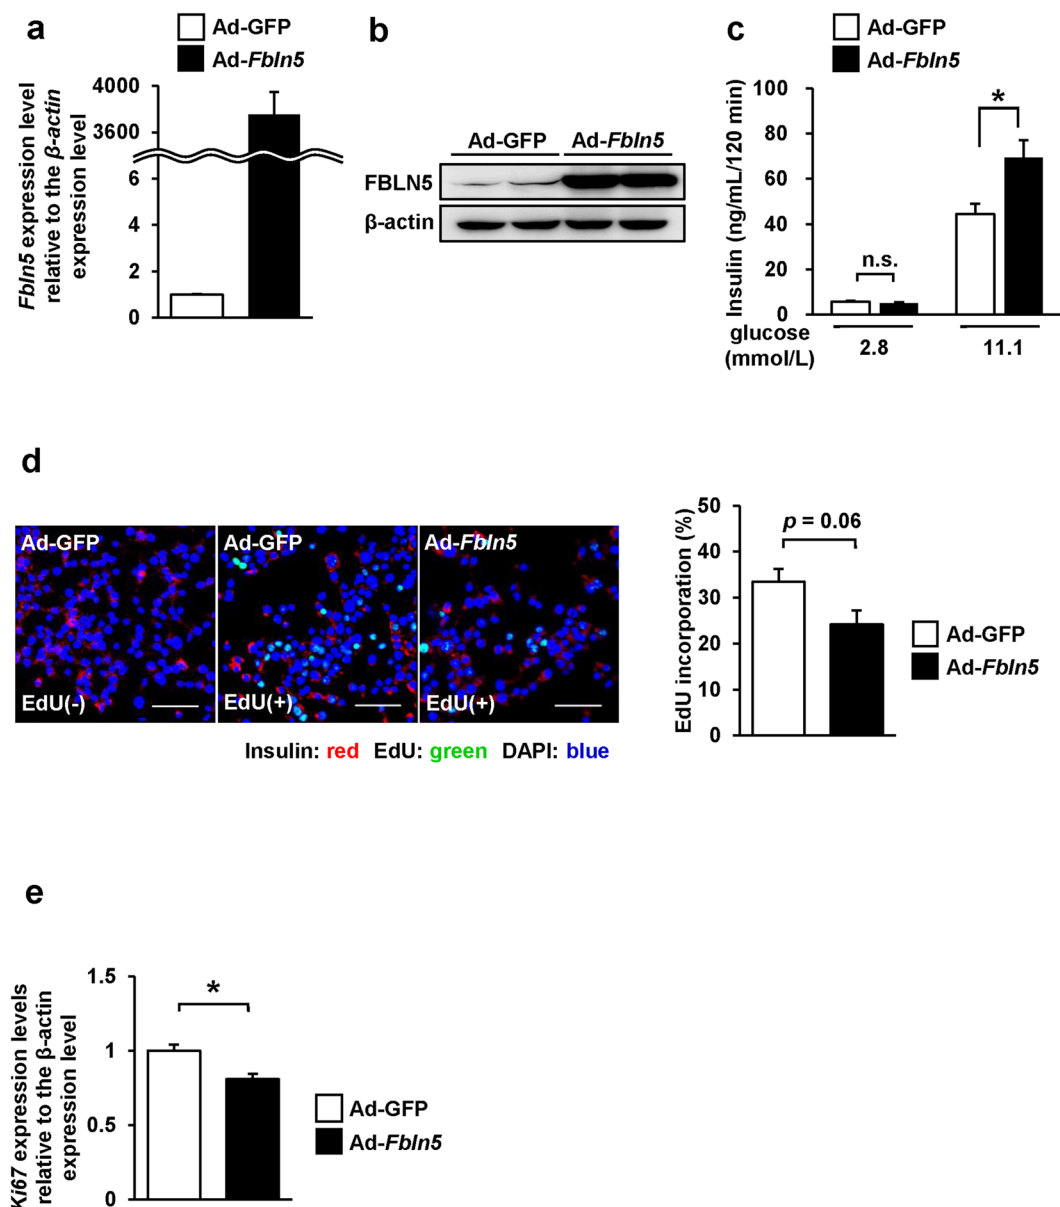 a
Ad-GFP
Ad-Fbln5
Fbln5 expression level
relative to the β-actin
expression level
4000
3600
6
4
2
0
b
Ad-GFP
Ad-Fbln5
FBLN5
β-actin
c
Ad-GFP
Ad-Fbln5
Insulin (ng/mL/120 min)
100
80
60
40
20
0
n.s.
*
glucose
(mmol/L)
2.8
11.1
d
Ad-GFP
EdU(-)
Ad-GFP
EdU(+)
Ad-Fbln5
EdU(+)
Insulin: red EdU: green DAPI: blue
EdU incorporation (%)
50
40
30
20
10
0
p = 0.06
Ad-GFP
Ad-Fbln5
e
Ki67 expression levels
relative to the β-actin
expression level
1.5
1
0.5
0
*
Ad-GFP
Ad-Fbln5